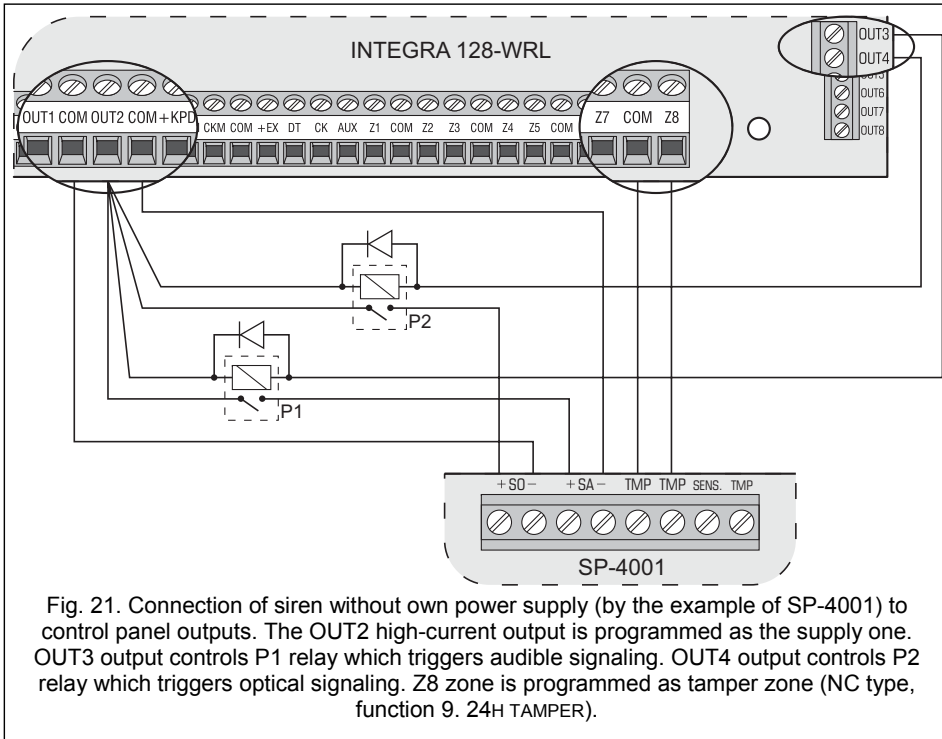 INTEGRA 128-WRL
OUT3
OUT4
OUT6
OUT7
OUT8
OUT1 COM OUT2 COM +KPD
CKM COM +EX DT CK AUX Z1 COM Z2 Z3 COM Z4 Z5 COM
Z7 COM Z8
P2
P1
+ SO − + SA − TMP TMP SENS. TMP
SP-4001
Fig. 21. Connection of siren without own power supply (by the example of SP-4001) to
control panel outputs. The OUT2 high-current output is programmed as the supply one.
OUT3 output controls P1 relay which triggers audible signaling. OUT4 output controls P2
relay which triggers optical signaling. Z8 zone is programmed as tamper zone (NC type,
function 9. 24H TAMPER).